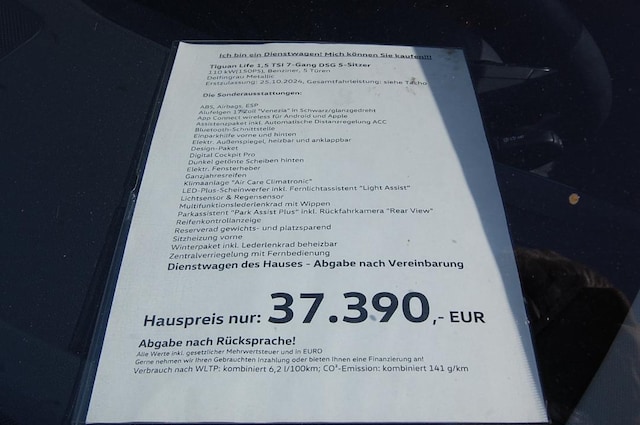 Ich bin ein Dienstwagen! Mich können Sie kaufen!!!
Tiguan Life 1,5 TSI 7-Gang DSG 5-Sitzer
110 kW(150PS), Benziner, 5 Türen
Delfingrau Metallic
Erstzulassung: 25.10.2024, Gesamtfahrleistung: siehe Tacho
Die Sonderausstattungen:
ABS, Airbags, ESP
Alufelgen "Venezia" in Schwarz/glanzgedreht
App Connect wireless für Android und Apple
Assistenzpaket inkl. Automatische Distanzregelung ACC
Bluetooth-Schnittstelle
Einparkhilfe vorne und hinten
Elektr. Außenspiegel, heizbar und anklappbar
Design-Paket
Digital Cockpit Pro
Dunkel getönte Scheiben hinten
Elektr. Fensterheber
Ganzjahresreifen
Klimaanlage "Air Care Climatronic"
LED-Plus-Scheinwerfer inkl. Fernlichtassistent "Light Assist"
Lichtsensor & Regensensor
Multifunktionslederlenkrad mit Wippen
Parkassistent "Park Assist Plus" inkl. Rückfahrkamera "Rear View"
Reifenkontrollanzeige
Reserverad gewichts- und platzsparend
Sitzheizung vorne
Winterpaket inkl. Lederlenkrad beheizbar
Zentralverriegelung mit Fernbedienung
Dienstwagen des Hauses - Abgabe nach Vereinbarung
Hauspreis nur: 37.390,- EUR
Abgabe nach Rücksprache!
Alle Werte inkl. gesetzlicher Mehrwertsteuer und in EURO
Gerne nehmen wir Ihren Gebrauchten Inzahlung oder bieten Ihnen eine Finanzierung an!
Verbrauch nach WLTP: kombiniert 6,2 l/100km; CO²-Emission: kombiniert 141 g/km